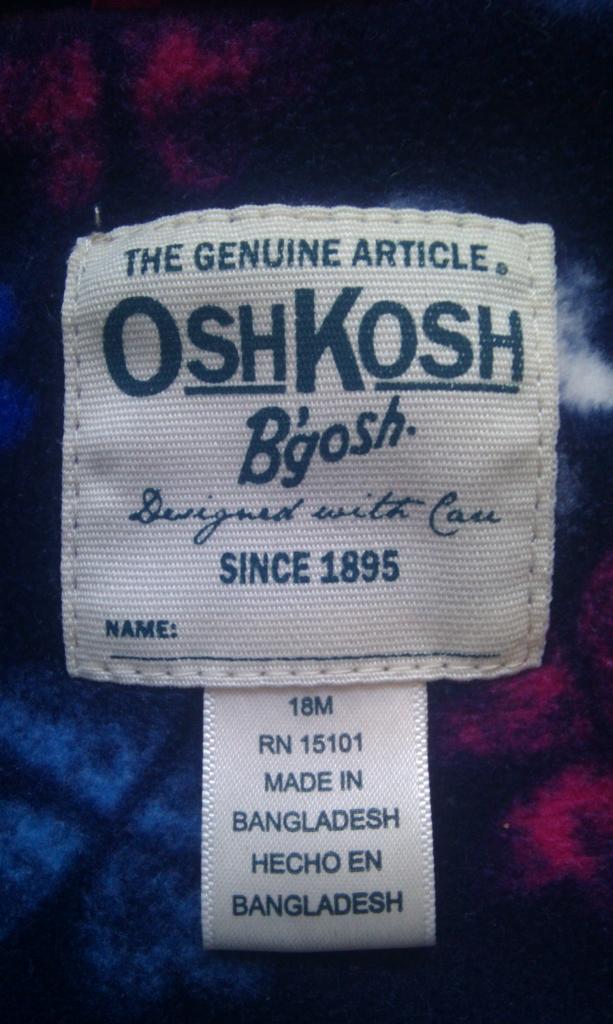 THE GENUINE ARTICLE®
OSHKOSH
B'gosh.
Designed with Care
SINCE 1895
NAME:
18M
RN 15101
MADE IN
BANGLADESH
HECHO EN
BANGLADESH